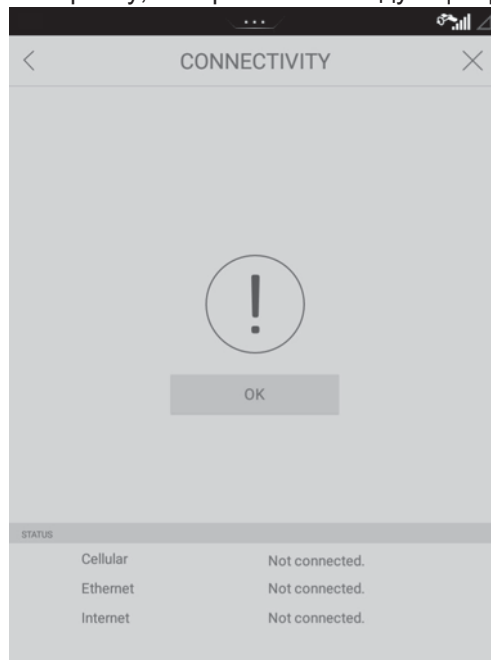 CONNECTIVITY
!
OK
STATUS
Cellular Not connected.
Ethernet Not connected.
Internet Not connected.